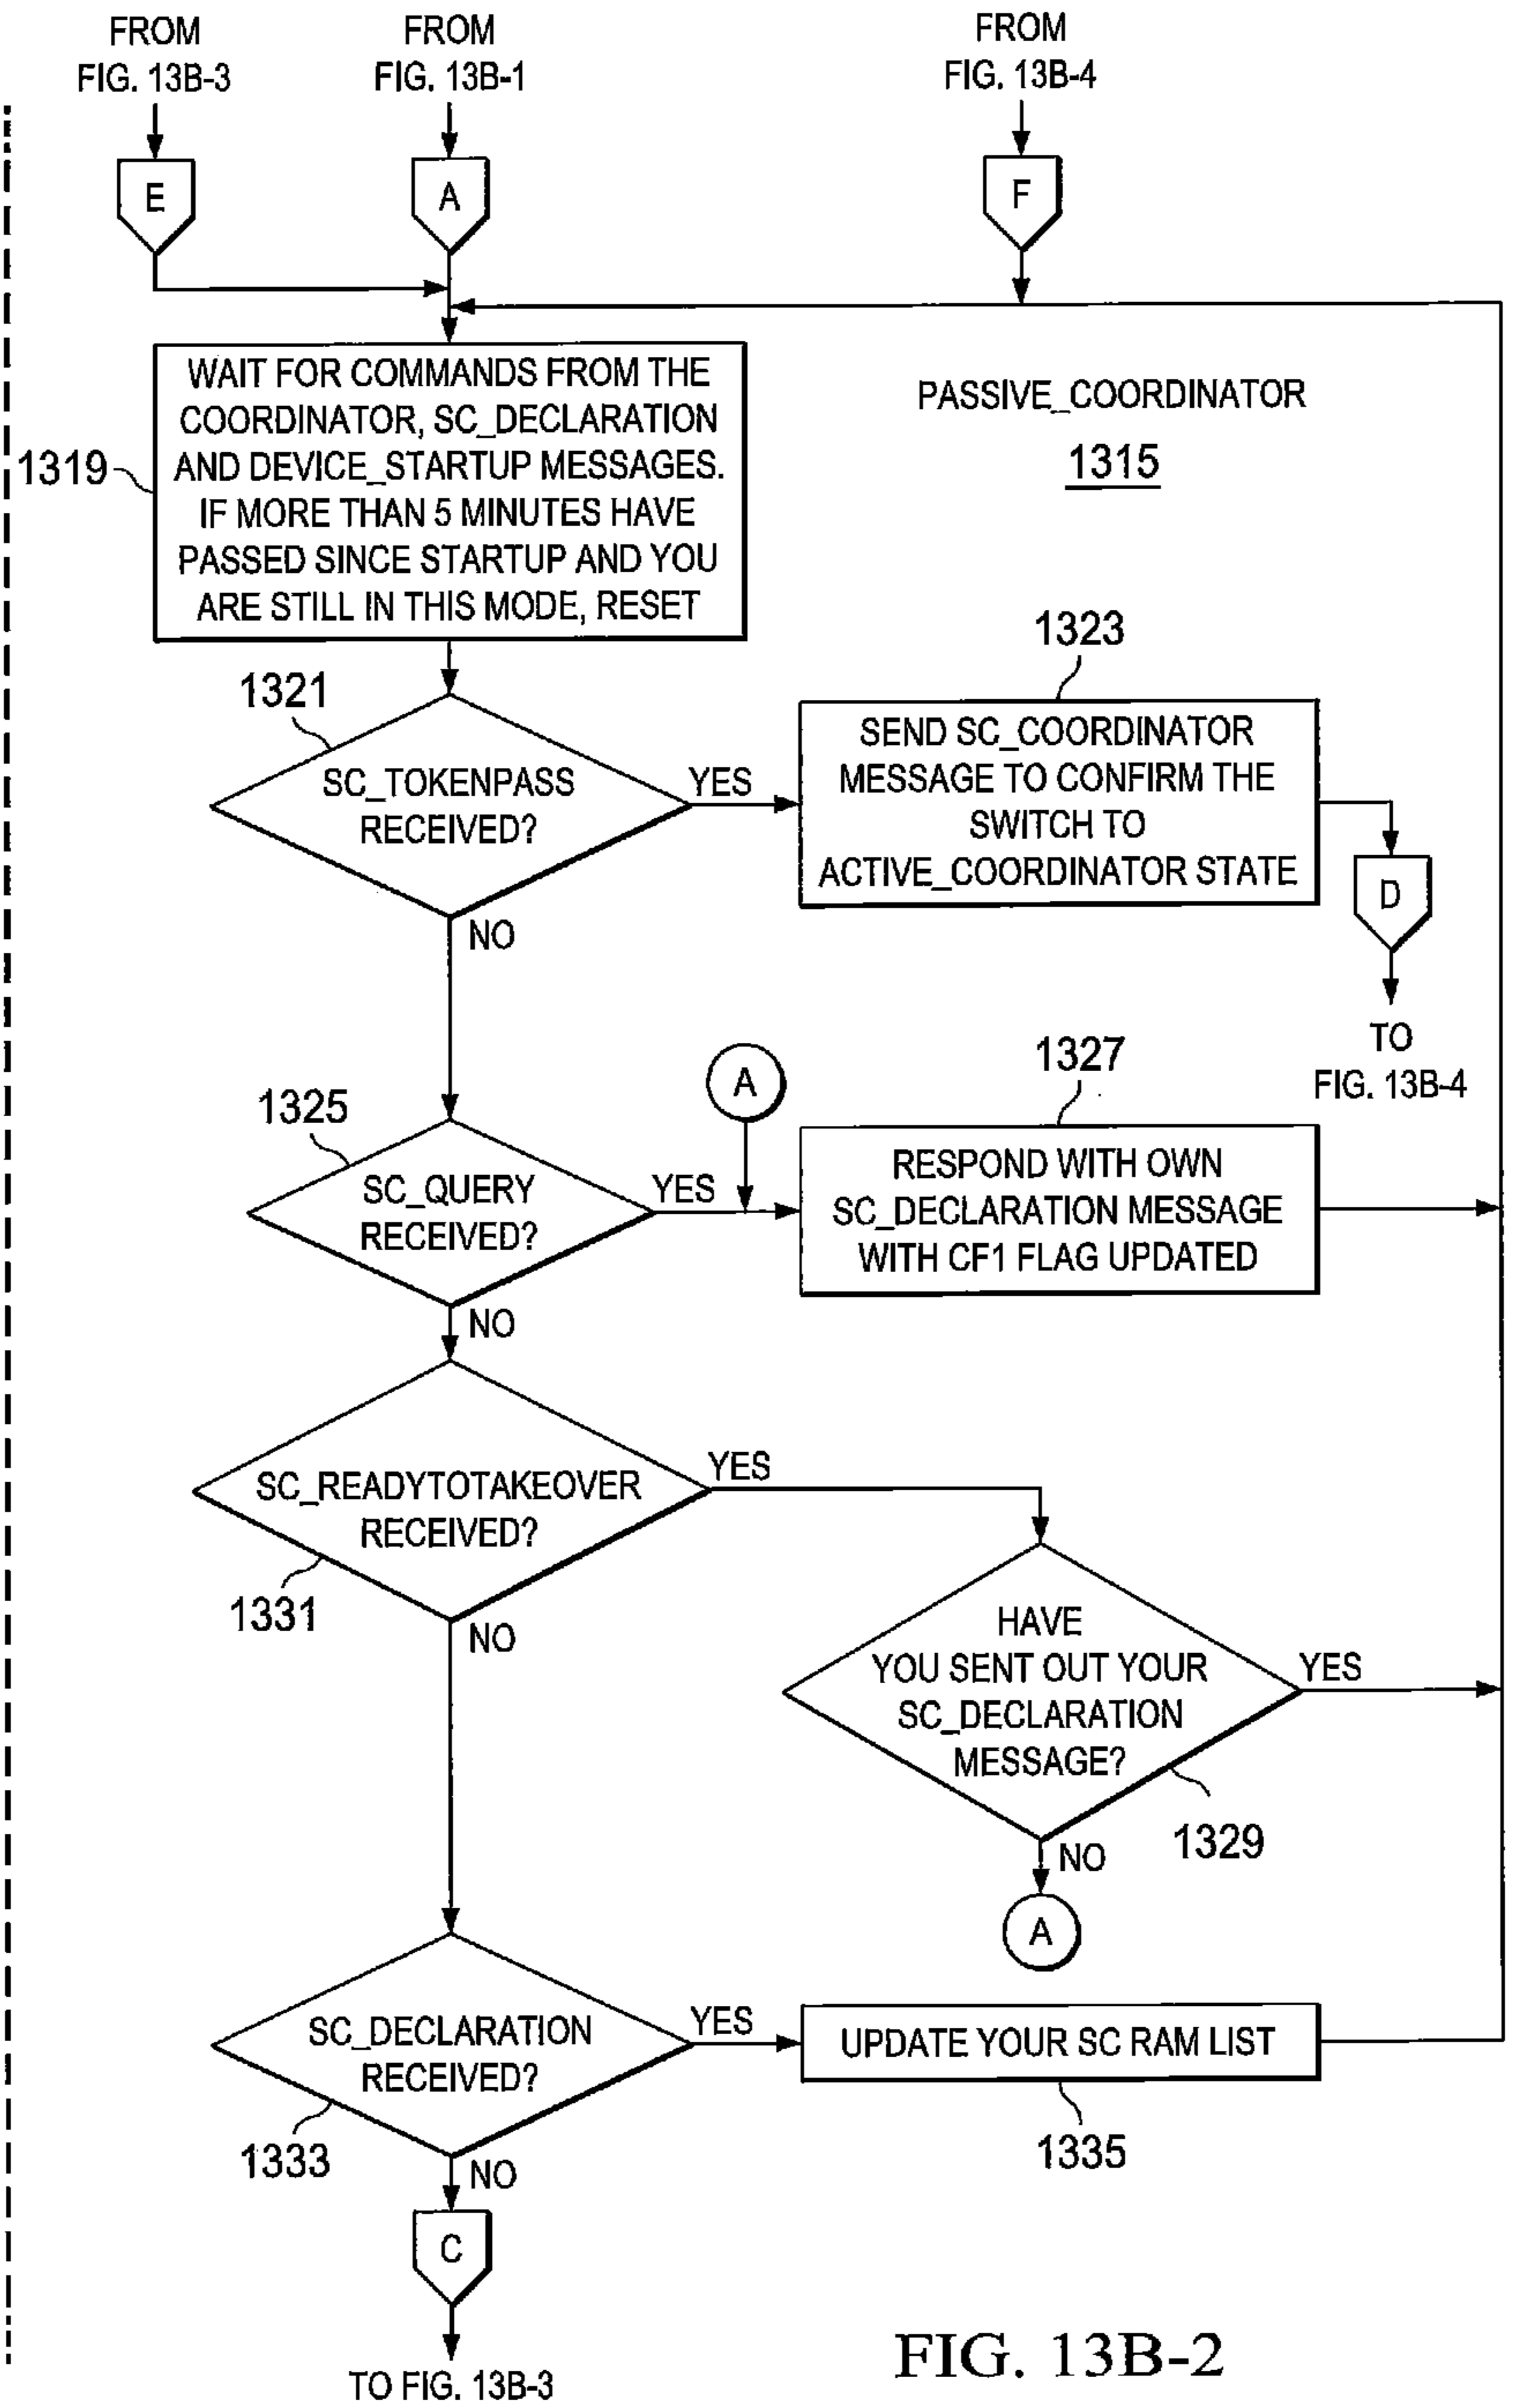 FROM
FIG. 13B-3
FROM
FIG. 13B-1
FROM
FIG. 13B-4
E
A
F
WAIT FOR COMMANDS FROM THE
COORDINATOR, SC_DECLARATION
AND DEVICE_STARTUP MESSAGES.
IF MORE THAN 5 MINUTES HAVE
PASSED SINCE STARTUP AND YOU
ARE STILL IN THIS MODE, RESET
1319
PASSIVE_COORDINATOR
1315
1321
SC_TOKENPASS
RECEIVED?
YES
NO
1323
SEND SC_COORDINATOR
MESSAGE TO CONFIRM THE
SWITCH TO
ACTIVE_COORDINATOR STATE
D
TO
FIG. 13B-4
1325
SC_QUERY
RECEIVED?
YES
NO
A
1327
RESPOND WITH OWN
SC_DECLARATION MESSAGE
WITH CF1 FLAG UPDATED
SC_READYTOTAKEOVER
RECEIVED?
YES
1331
NO
HAVE
YOU SENT OUT YOUR
SC_DECLARATION
MESSAGE?
YES
1329
NO
A
SC_DECLARATION
RECEIVED?
YES
1333
NO
UPDATE YOUR SC RAM LIST
1335
C
TO FIG. 13B-3
FIG. 13B-2